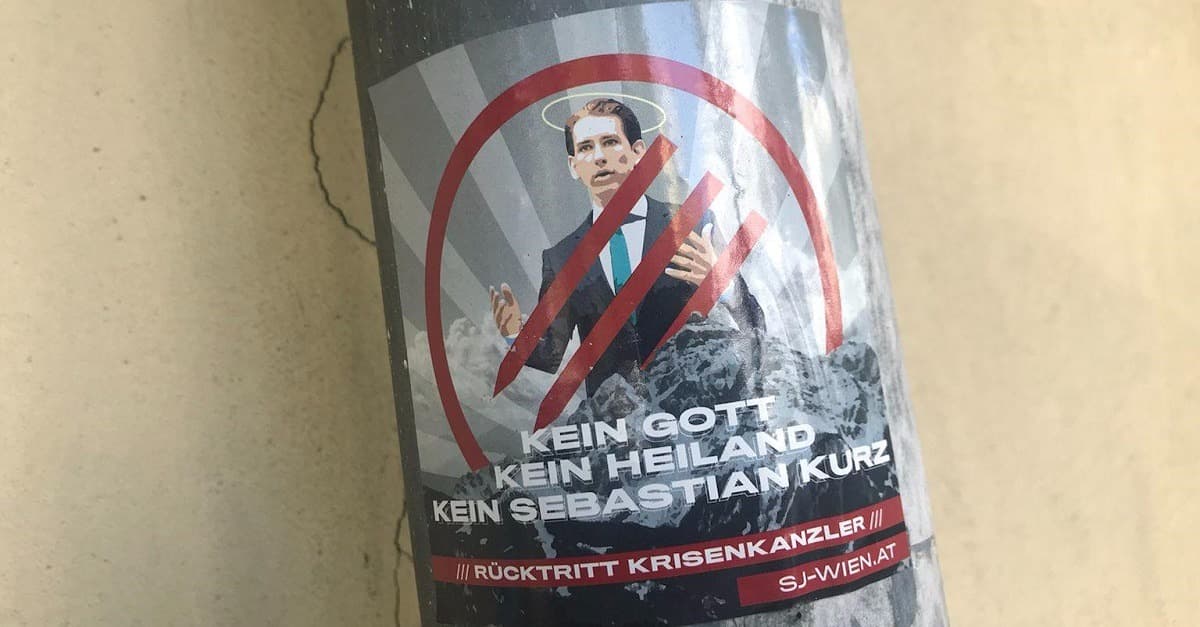 KEIN GOTT
KEIN HEILAND
KEIN SEBASTIAN KURZ
/// RÜCKTRITT KRISENKANZLER ///
SJ-WIEN.AT